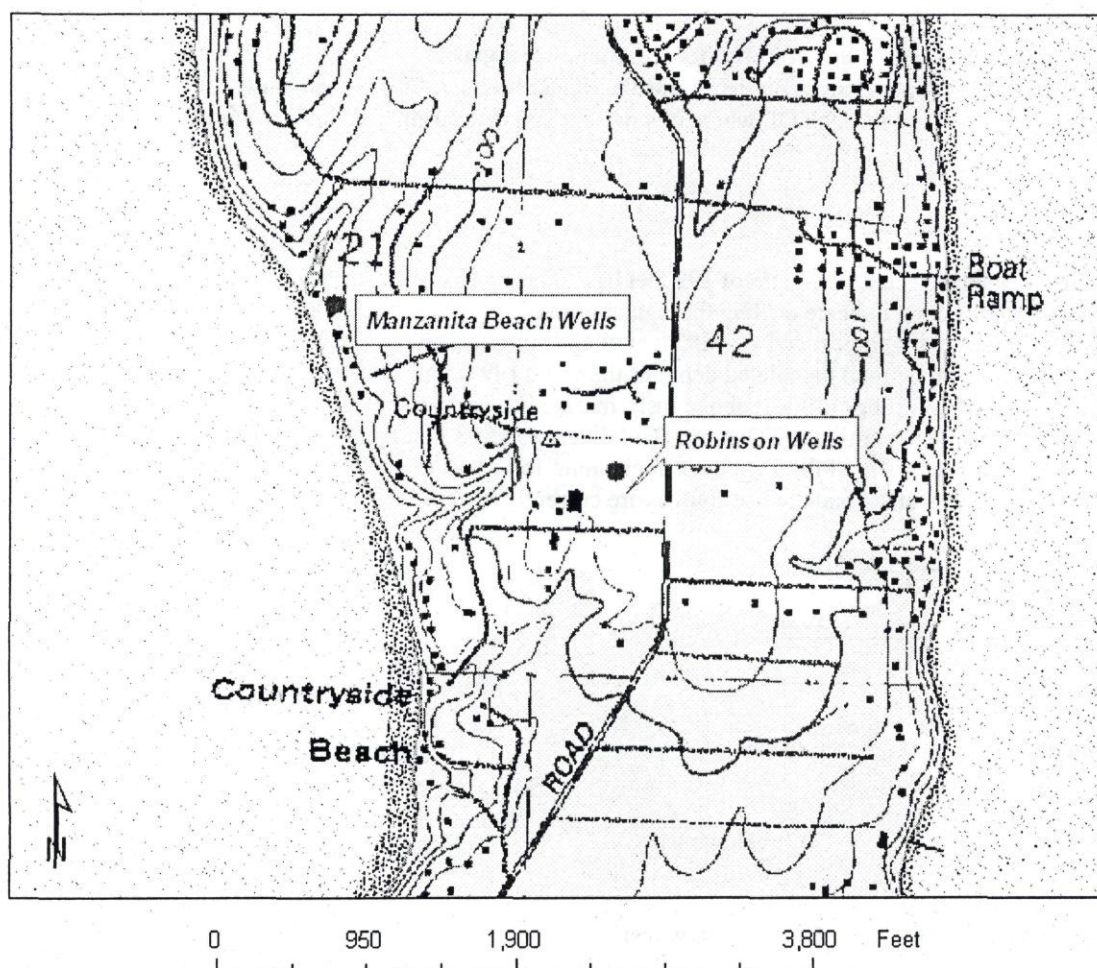 100
21
Boat
Ramp
Manzanita Beach Wells
42
100
Countryside
Robinson Wells
Countryside
Beach
ROAD
N
0 950 1,900 3,800 Feet